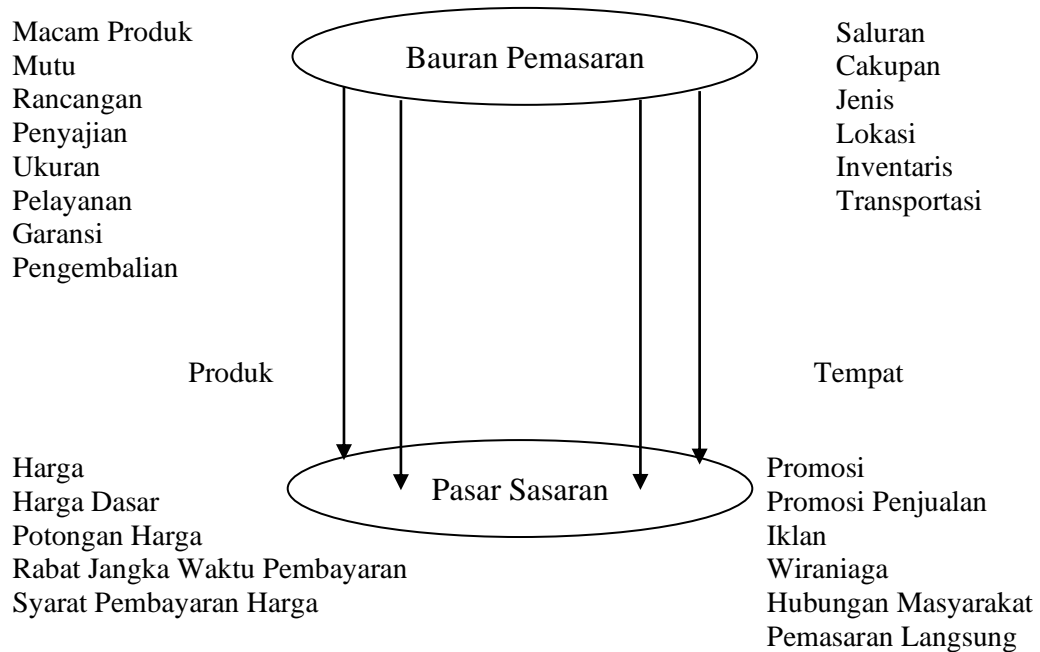 Macam Produk
Mutu
Rancangan
Penyajian
Ukuran
Pelayanan
Garansi
Pengembalian
Bauran Pemasaran
Saluran
Cakupan
Jenis
Lokasi
Inventaris
Transportasi
Produk
Tempat
Harga
Harga Dasar
Potongan Harga
Rabat Jangka Waktu Pembayaran
Syarat Pembayaran Harga
Pasar Sasaran
Promosi
Promosi Penjualan
Iklan
Wiraniaga
Hubungan Masyarakat
Pemasaran Langsung